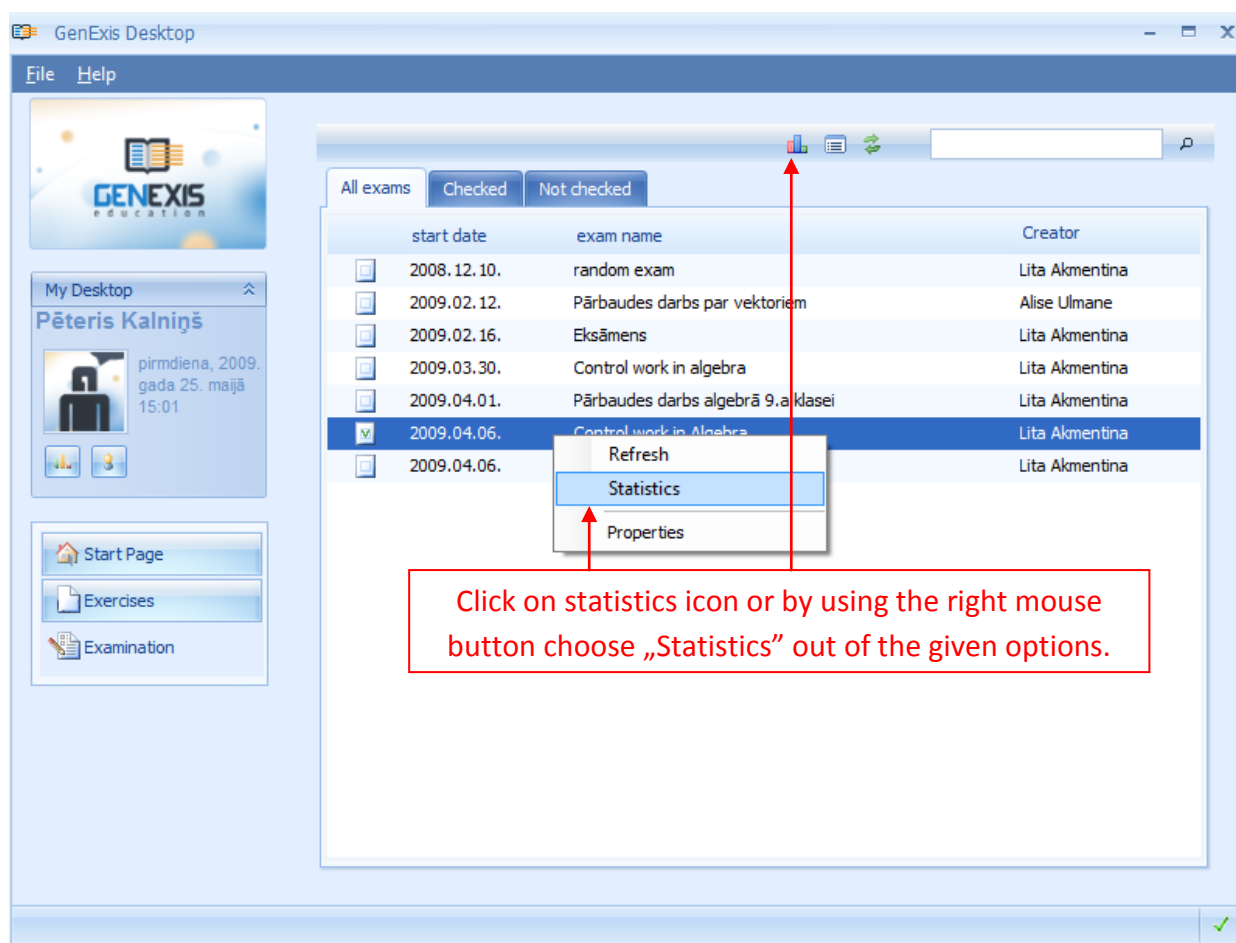 GenExis Desktop
File Help
GENEXIS
education
All exams Checked Not checked
start date exam name Creator
2008.12.10. random exam Lita Akmentina
2009.02.12. Pārbaudes darbs par vektoriem Alise Ulmane
2009.02.16. Eksāmens Lita Akmentina
2009.03.30. Control work in algebra Lita Akmentina
2009.04.01. Pārbaudes darbs algebrā 9.a klasei Lita Akmentina
2009.04.06. Control work in Algebra Lita Akmentina
2009.04.06. Lita Akmentina
Refresh
Statistics
Properties
My Desktop
Pēteris Kalniņš
pirmdiena, 2009.
gada 25. maijā
15:01
Start Page
Exercises
Examination
Click on statistics icon or by using the right mouse
button choose „Statistics” out of the given options.